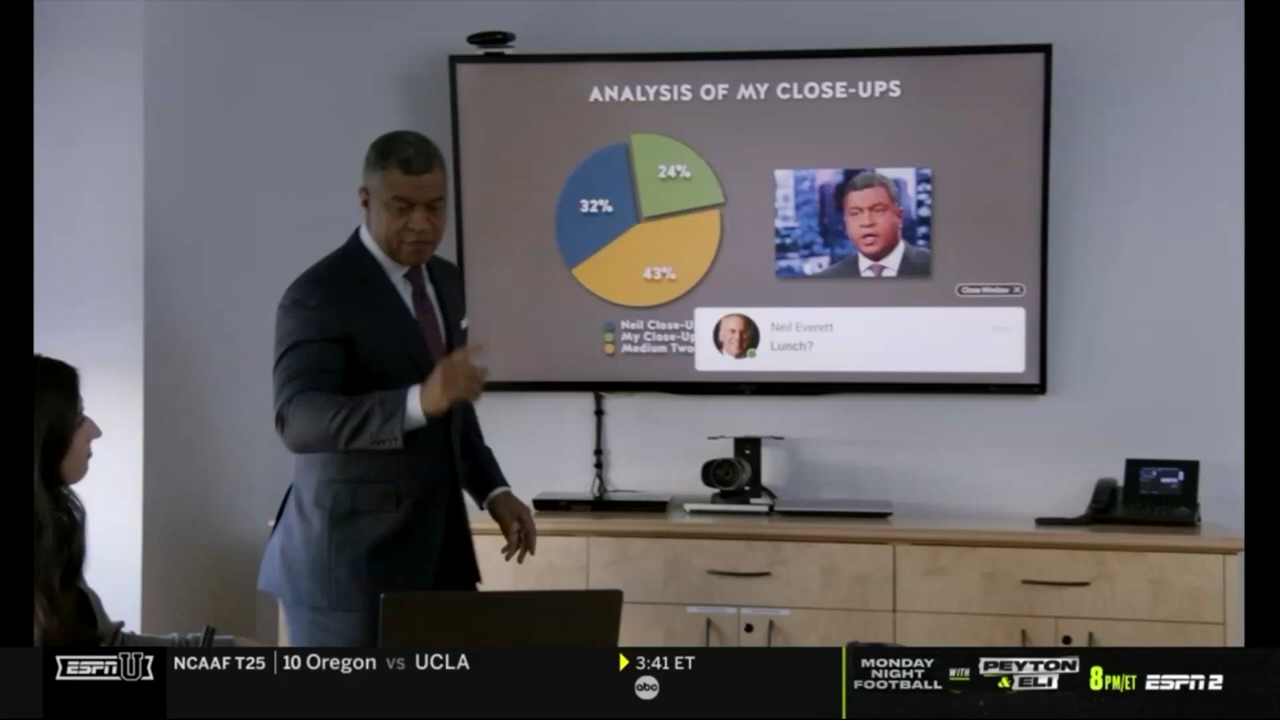 ANALYSIS OF MY CLOSE-UPS
24%
32%
43%
Close Window X
Neil Close-U
My Close-Up
Medium Two
Neil Everett
Lunch?
ESPNU
NCAAF T25 | 10 Oregon vs UCLA
3:41 ET
abc
MONDAY NIGHT FOOTBALL WITH PEYTON & ELI 8PM/ET ESPN2